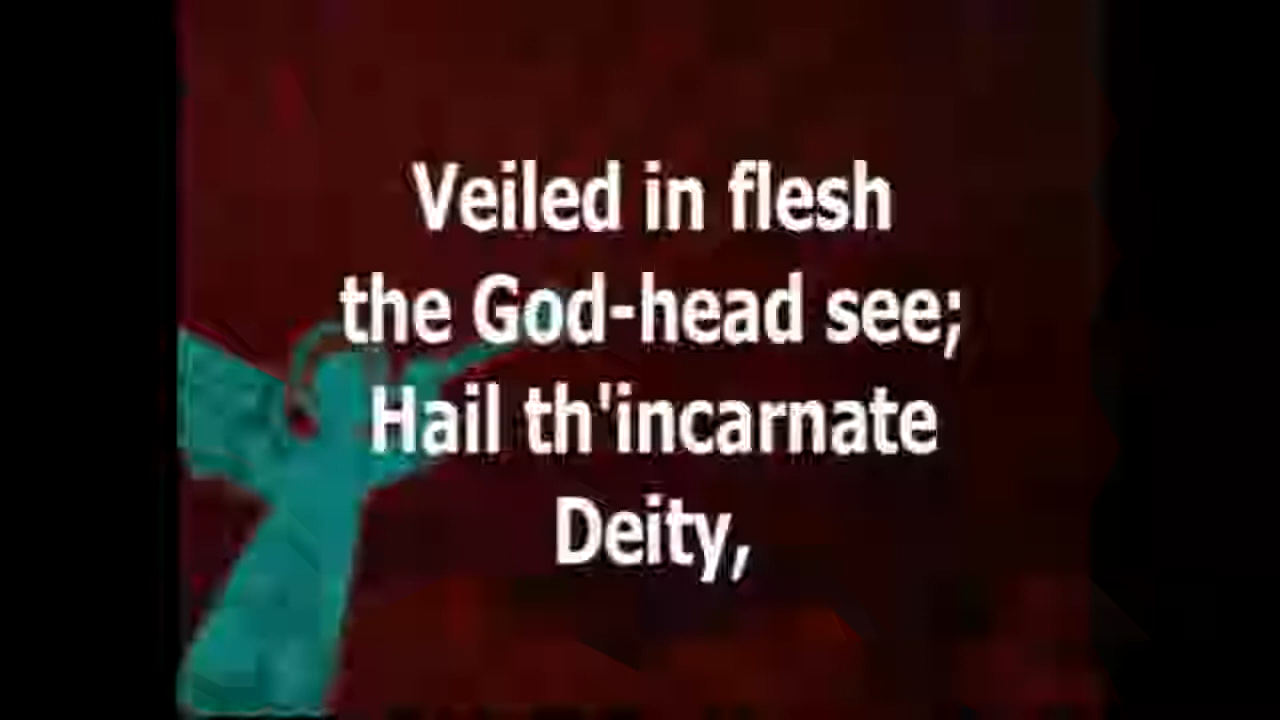 Veiled in flesh
the God-head see;
Hail th'incarnate
Deity,